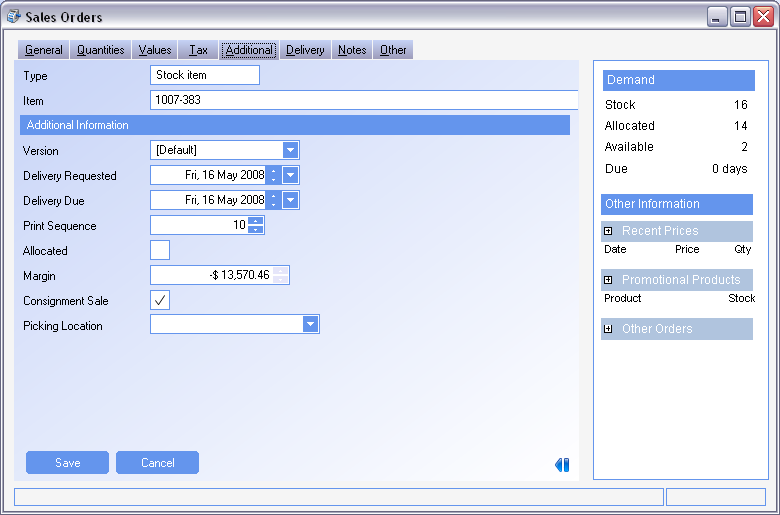 Sales Orders
General Quantities Values Tax Additional Delivery Notes Other
Type Stock item
Item 1007-383
Additional Information
Version [Default]
Delivery Requested Fri, 16 May 2008
Delivery Due Fri, 16 May 2008
Print Sequence 10
Allocated
Margin -$ 13,570.46
Consignment Sale
Picking Location
Save Cancel
Demand
Stock 16
Allocated 14
Available 2
Due 0 days
Other Information
Recent Prices
Date Price Qty
Promotional Products
Product Stock
Other Orders